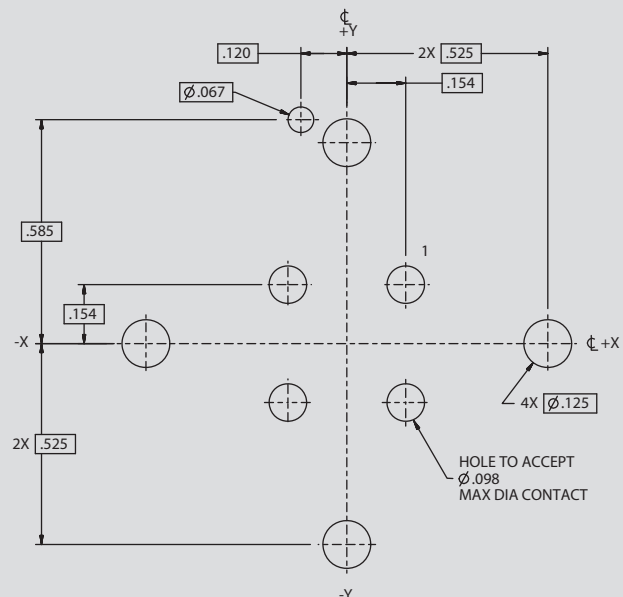 ℄
+Y
.120
2X .525
.154
Ø.067
.585
1
.154
-X
℄ +X
4X Ø.125
2X .525
HOLE TO ACCEPT
Ø.098
MAX DIA CONTACT
-Y